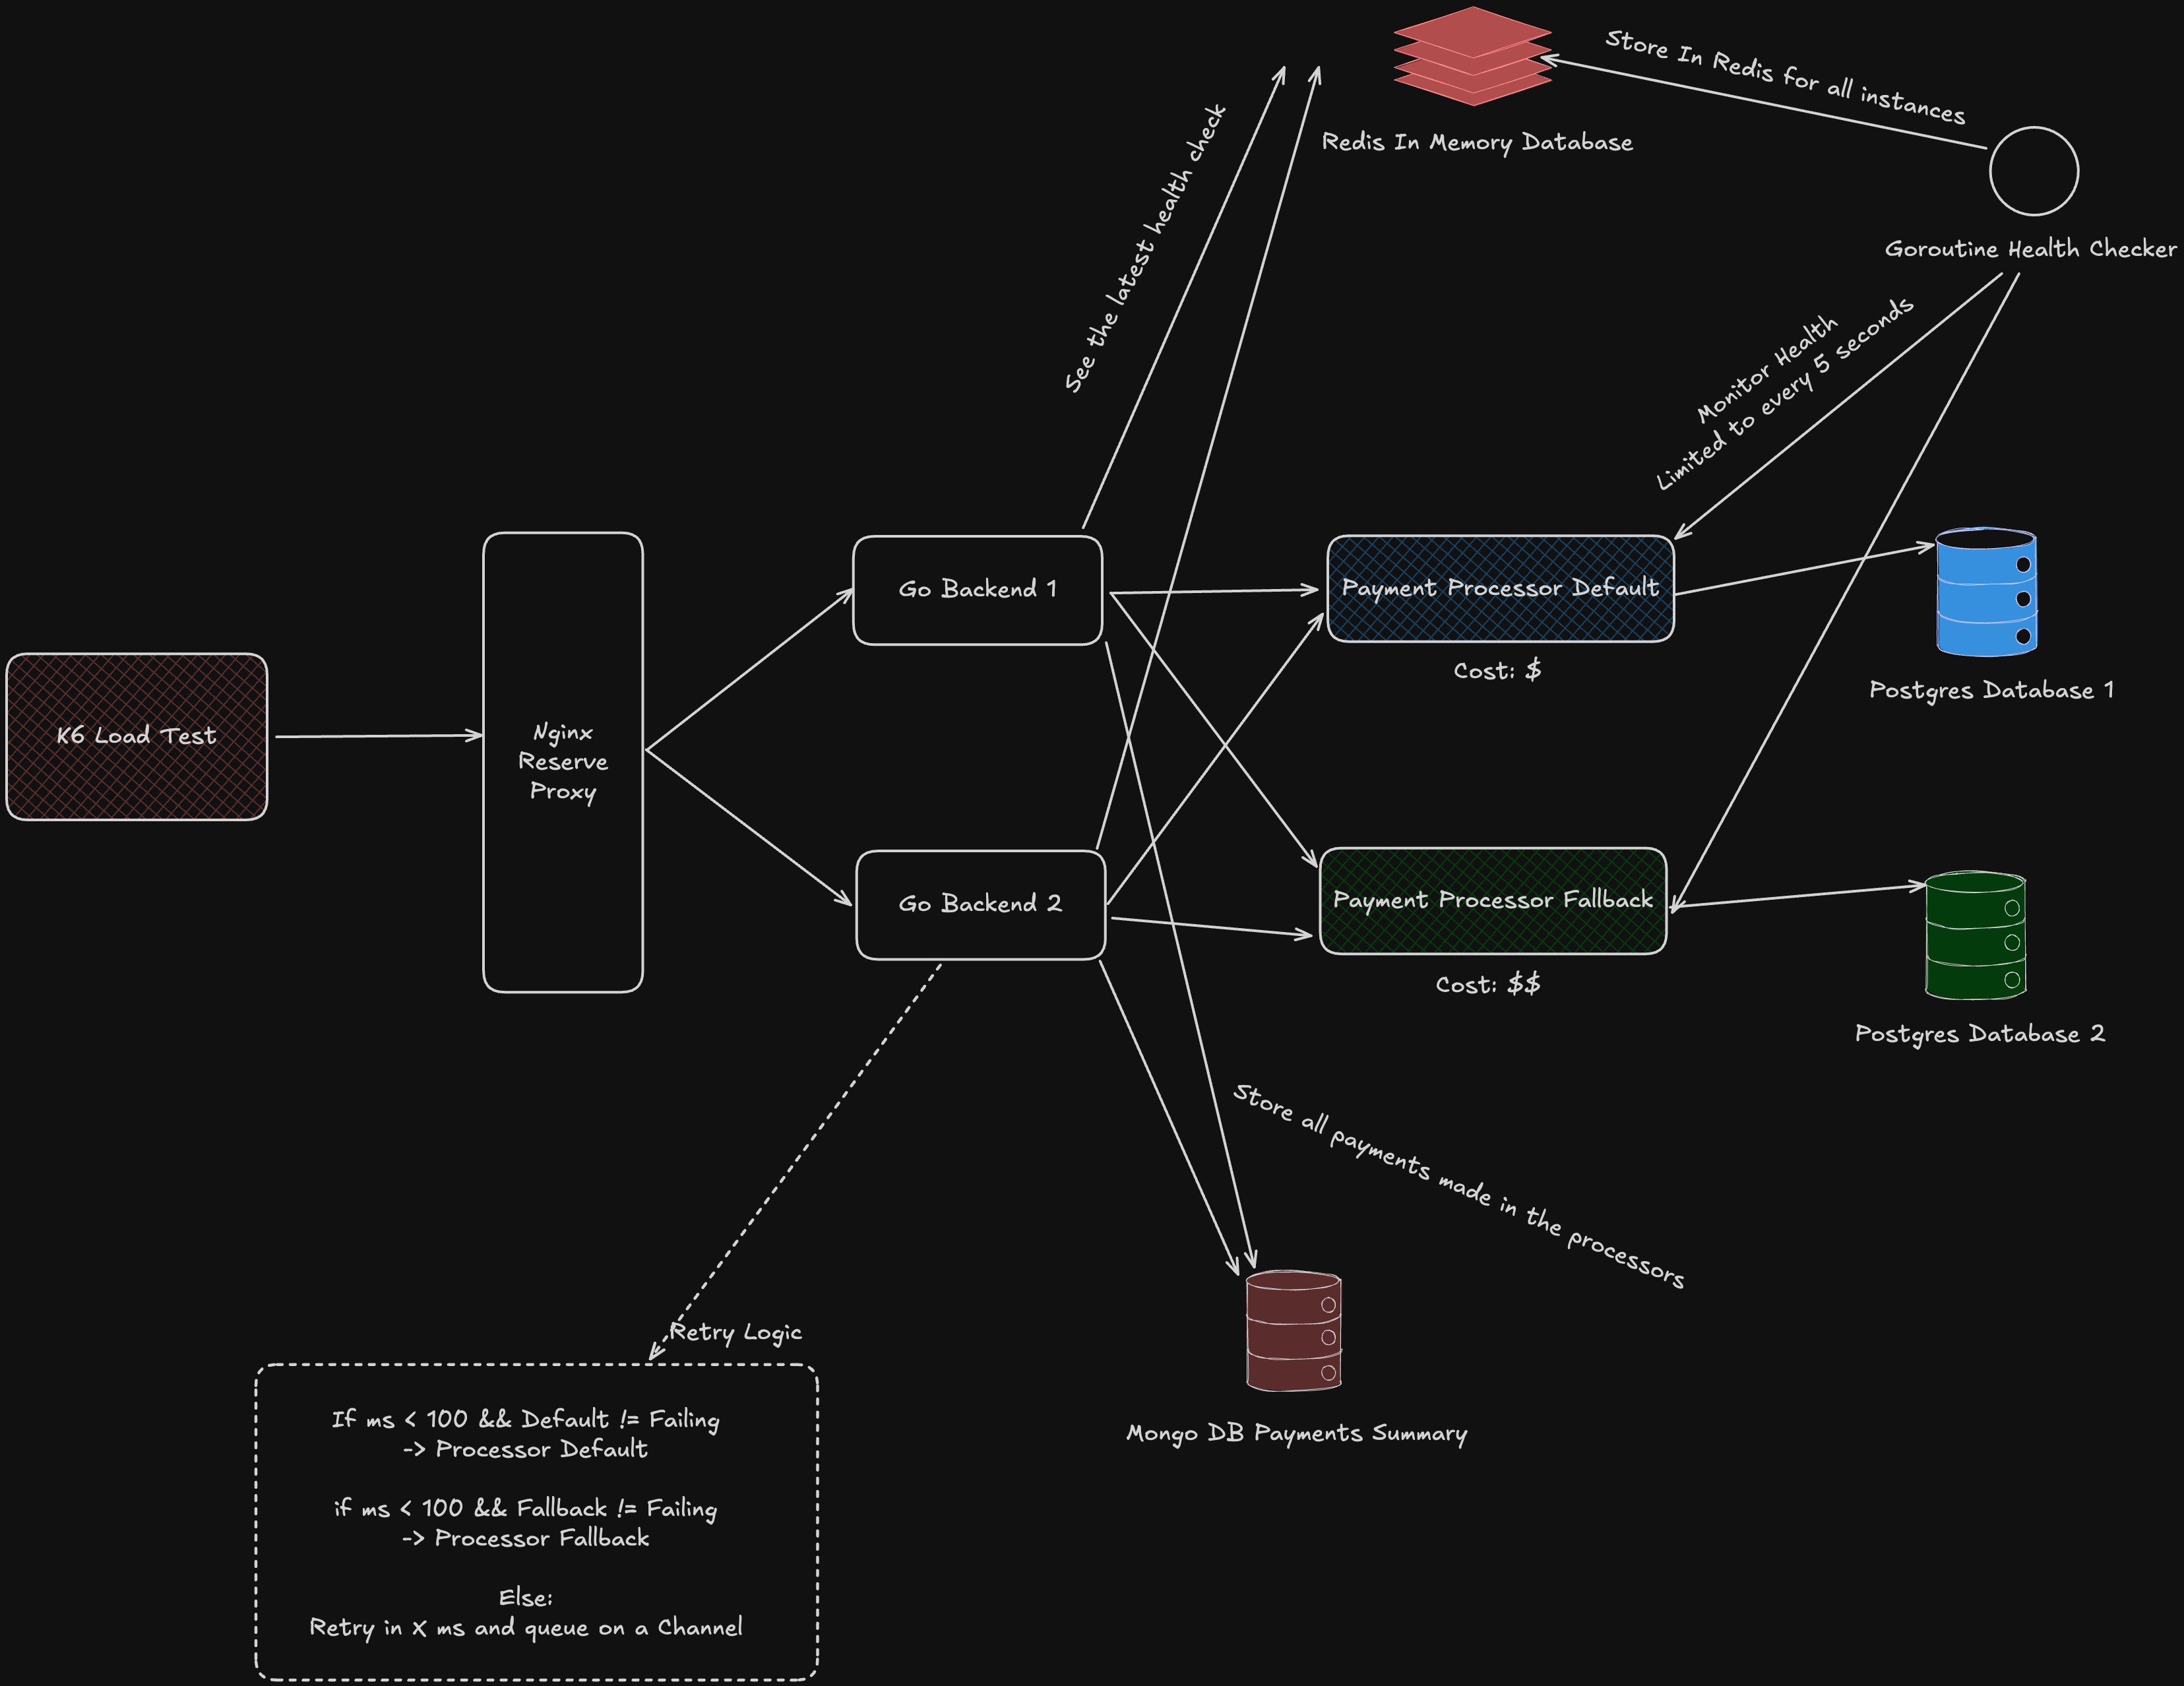 Store In Redis for all instances
Redis In Memory Database
See the latest health check
Goroutine Health Checker
Monitor Health
Limited to every 5 seconds
Go Backend 1
Payment Processor Default
Cost: $
Postgres Database 1
K6 Load Test
Nginx
Reserve
Proxy
Go Backend 2
Payment Processor Fallback
Cost: $$
Postgres Database 2
Store all payments made in the processors
Retry Logic
If ms < 100 && Default != Failing
-> Processor Default
if ms < 100 && Fallback != Failing
-> Processor Fallback
Else:
Retry in X ms and queue on a Channel
Mongo DB Payments Summary